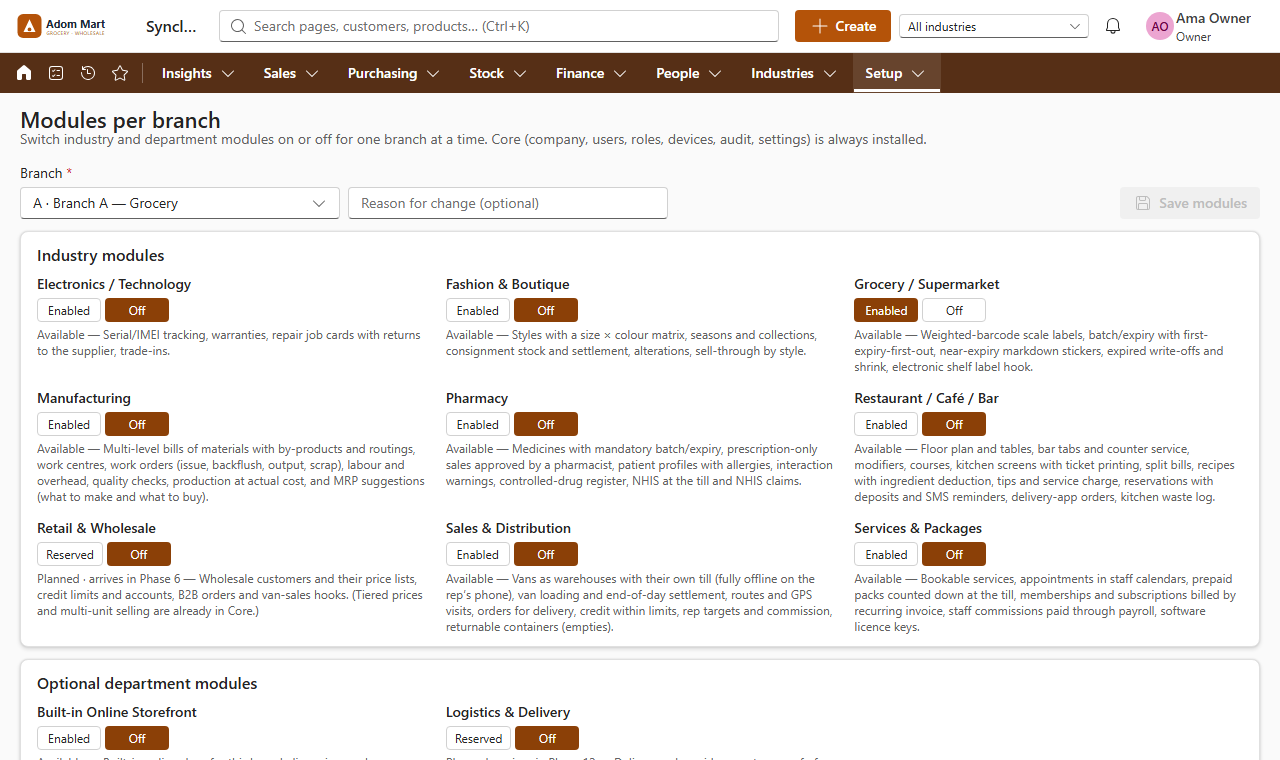 Adom Mart
GROCERY · WHOLESALE
Syncl...
Search pages, customers, products... (Ctrl+K)
Create
All industries
AO
Ama Owner
Owner
Insights
Sales
Purchasing
Stock
Finance
People
Industries
Setup
Modules per branch
Switch industry and department modules on or off for one branch at a time. Core (company, users, roles, devices, audit, settings) is always installed.
Branch *
A · Branch A — Grocery
Reason for change (optional)
Save modules
Industry modules
Electronics / Technology
Enabled
Off
Available — Serial/IMEI tracking, warranties, repair job cards with returns
to the supplier, trade-ins.
Fashion & Boutique
Enabled
Off
Available — Styles with a size × colour matrix, seasons and collections,
consignment stock and settlement, alterations, sell-through by style.
Grocery / Supermarket
Enabled
Off
Available — Weighted-barcode scale labels, batch/expiry with first-
expiry-first-out, near-expiry markdown stickers, expired write-offs and
shrink, electronic shelf label hook.
Manufacturing
Enabled
Off
Available — Multi-level bills of materials with by-products and routings,
work centres, work orders (issue, backflush, output, scrap), labour and
overhead, quality checks, production at actual cost, and MRP suggestions
(what to make and what to buy).
Pharmacy
Enabled
Off
Available — Medicines with mandatory batch/expiry, prescription-only
sales approved by a pharmacist, patient profiles with allergies, interaction
warnings, controlled-drug register, NHIS at the till and NHIS claims.
Restaurant / Café / Bar
Enabled
Off
Available — Floor plan and tables, bar tabs and counter service,
modifiers, courses, kitchen screens with ticket printing, split bills, recipes
with ingredient deduction, tips and service charge, reservations with
deposits and SMS reminders, delivery-app orders, kitchen waste log.
Retail & Wholesale
Reserved
Off
Planned · arrives in Phase 6 — Wholesale customers and their price lists,
credit limits and accounts, B2B orders and van-sales hooks. (Tiered prices
and multi-unit selling are already in Core.)
Sales & Distribution
Enabled
Off
Available — Vans as warehouses with their own till (fully offline on the
rep's phone), van loading and end-of-day settlement, routes and GPS
visits, orders for delivery, credit within limits, rep targets and commission,
returnable containers (empties).
Services & Packages
Enabled
Off
Available — Bookable services, appointments in staff calendars, prepaid
packs counted down at the till, memberships and subscriptions billed by
recurring invoice, staff commissions paid through payroll, software
licence keys.
Optional department modules
Built-in Online Storefront
Enabled
Off
Logistics & Delivery
Reserved
Off